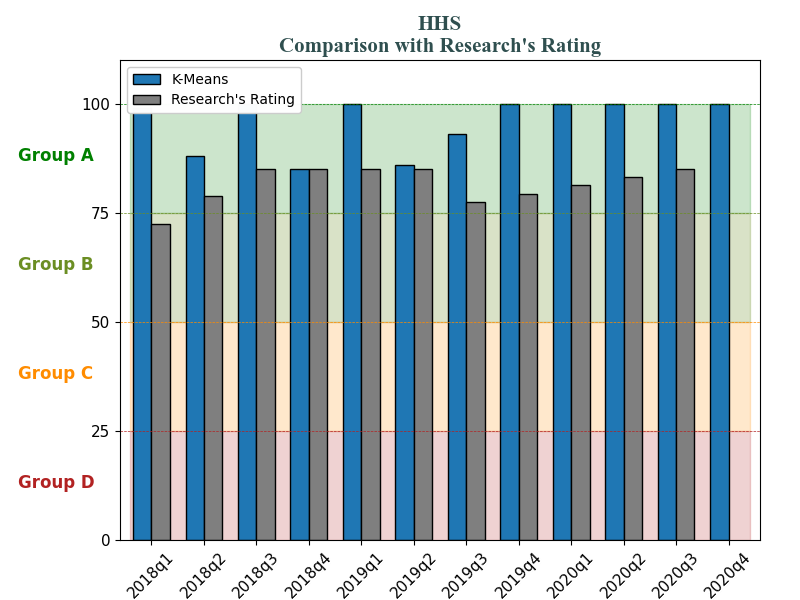 HHS
Comparison with Research's Rating
K-Means
Research's Rating
100
Group A
75
Group B
50
Group C
25
Group D
0
2018q1
2018q2
2018q3
2018q4
2019q1
2019q2
2019q3
2019q4
2020q1
2020q2
2020q3
2020q4